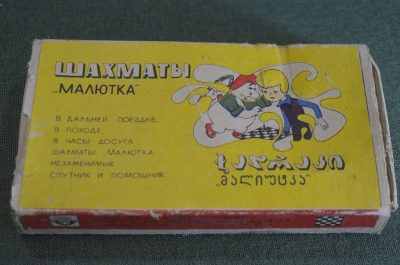 ШАХМАТЫ
„МАЛЮТКА"
В ДАЛЬНЕЙ ПОЕЗДКЕ,
В ПОХОДЕ,
В ЧАСЫ ДОСУГА
ШАХМАТЫ МАЛЮТКА
НЕЗАМЕНИМЫЕ
СПУТНИК И ПОМОЩНИК
ჭადრაკი
„მალიუტკა"